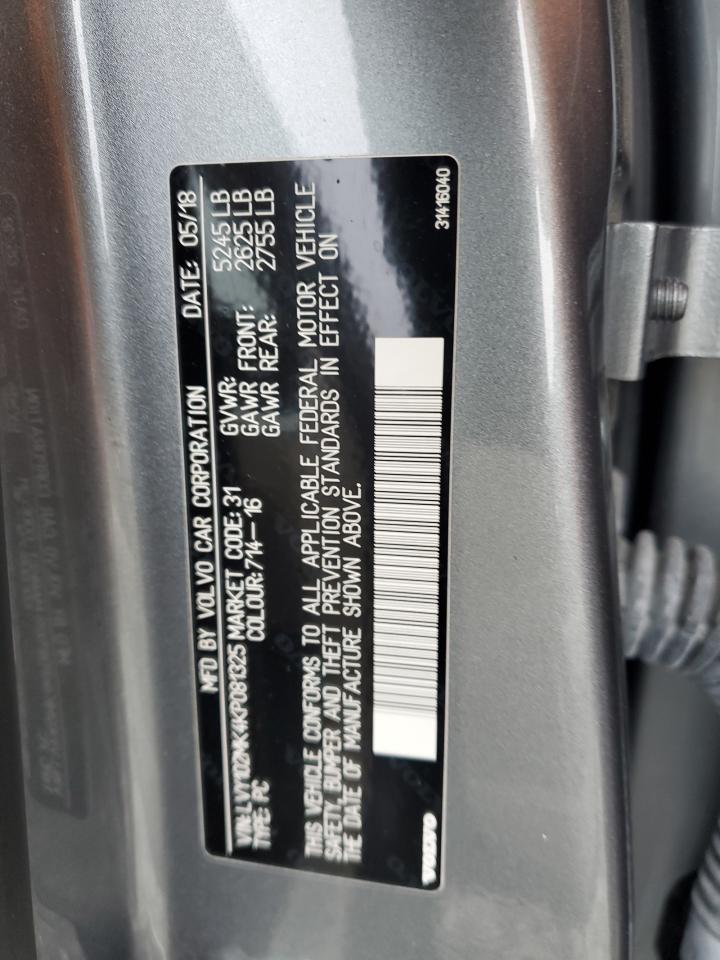 MFD BY VOLVO CAR CORPORATION DATE: 05/18
VIN: LVY102MK4KP081325 MARKET CODE: 31 GVWR: 5245 LB
TYPE: PC COLOUR: 714-16 GAWR FRONT: 2625 LB
GAWR REAR: 2755 LB
THIS VEHICLE CONFORMS TO ALL APPLICABLE FEDERAL MOTOR VEHICLE
SAFETY, BUMPER AND THEFT PREVENTION STANDARDS IN EFFECT ON
THE DATE OF MANUFACTURE SHOWN ABOVE.
VOLVO 31416040